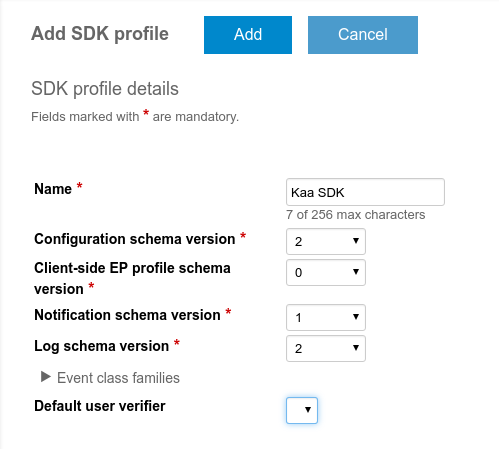 Add SDK profile Add Cancel
SDK profile details
Fields marked with * are mandatory.
Name * Kaa SDK
7 of 256 max characters
Configuration schema version * 2
Client-side EP profile schema
version * 0
Notification schema version * 1
Log schema version * 2
Event class families
Default user verifier